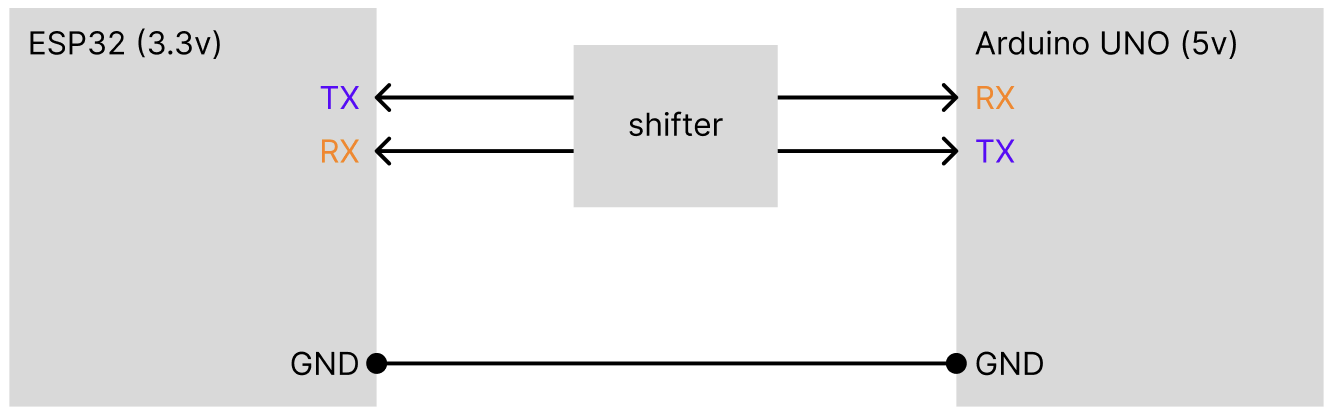 ESP32 (3.3v)
Arduino UNO (5v)
TX
RX
shifter
RX
TX
GND
GND